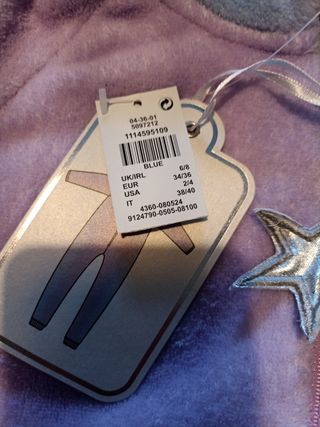 04-36-01
5097212
1114595109
BLUE
UK/IRL 6/8
EUR 34/36
USA 2/4
IT 38/40
4360-080524
9124790-0505-08100